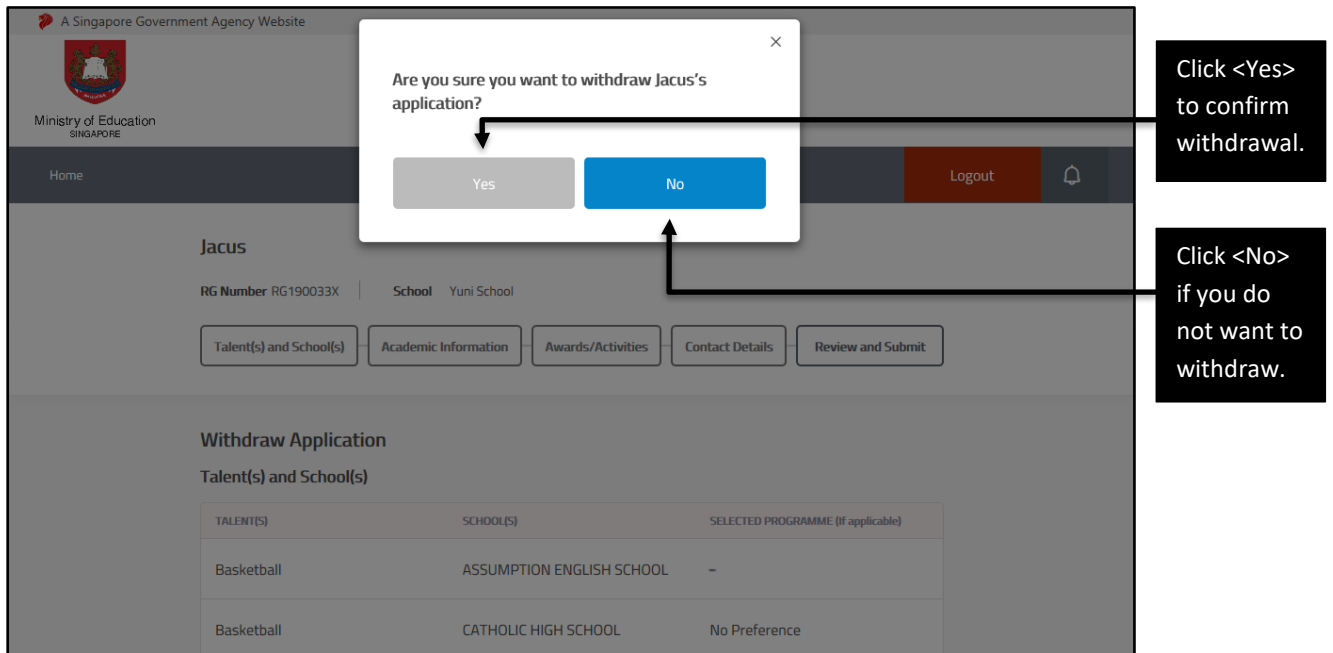 A Singapore Government Agency Website
Ministry of Education
SINGAPORE
Are you sure you want to withdraw Jacus’s
application?
Yes No
Home Logout
Click <Yes>
to confirm
withdrawal.
Click <No>
if you do
not want to
withdraw.
Jacus
RG Number RG190033X School Yuni School
Talent(s) and School(s) Academic Information Awards/Activities Contact Details Review and Submit
Withdraw Application
Talent(s) and School(s)
TALENT(S) SCHOOL(S) SELECTED PROGRAMME (If applicable)
Basketball ASSUMPTION ENGLISH SCHOOL –
Basketball CATHOLIC HIGH SCHOOL No Preference